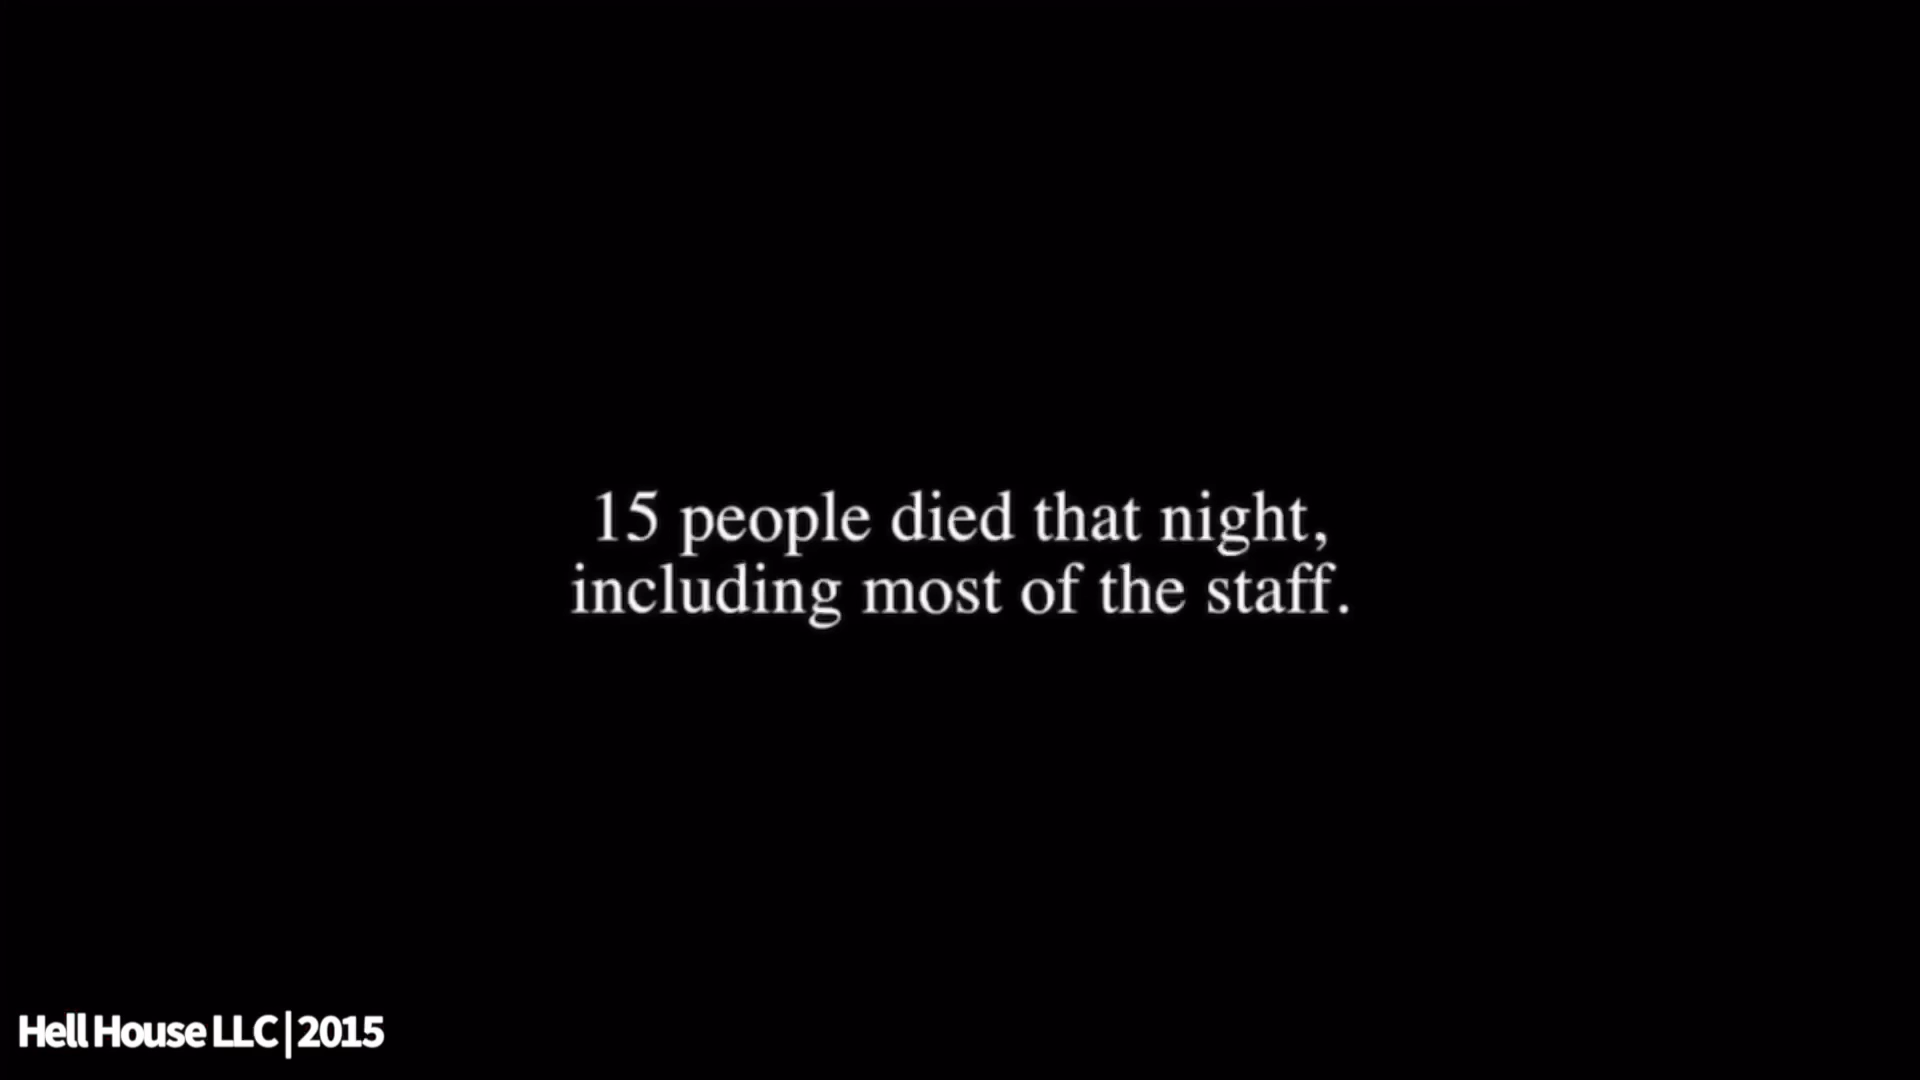 15 people died that night,
including most of the staff.
Hell House LLC|2015